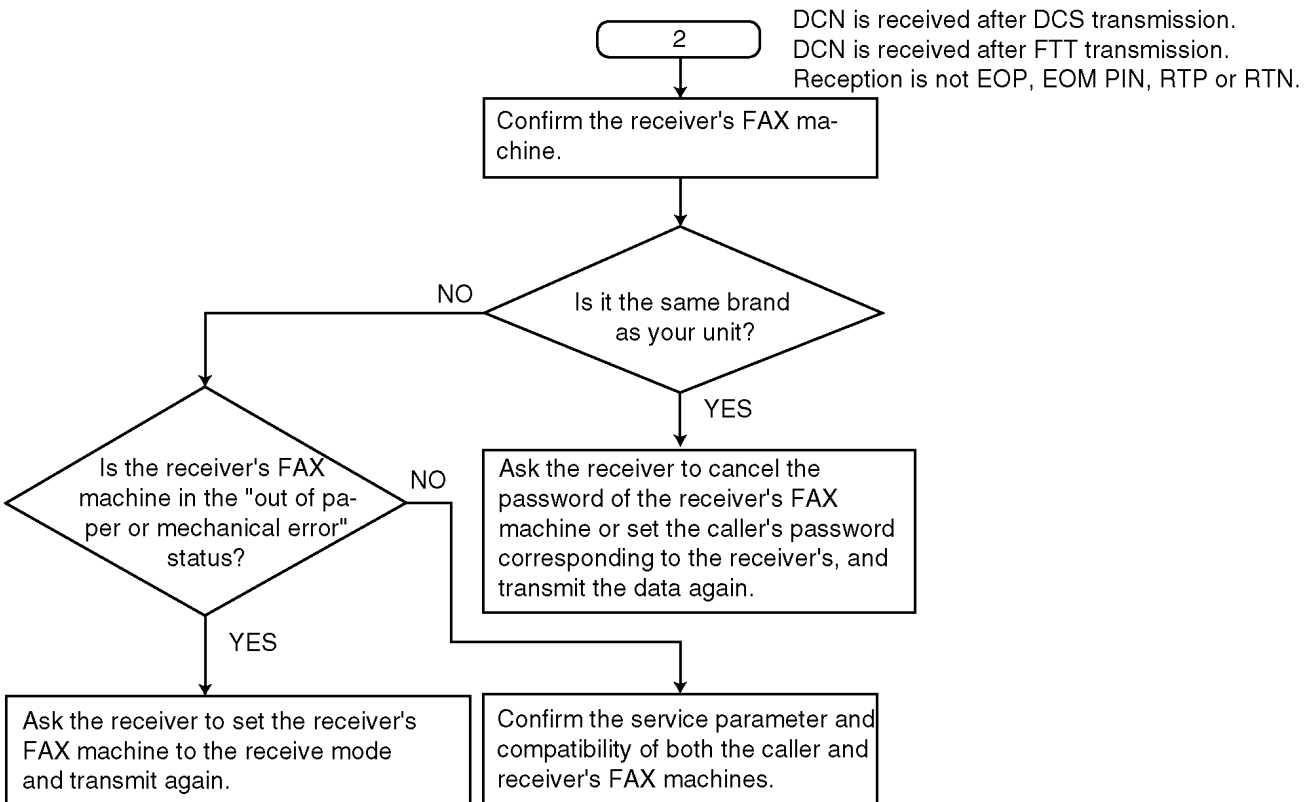 2
DCN is received after DCS transmission.
DCN is received after FTT transmission.
Reception is not EOP, EOM PIN, RTP or RTN.
Confirm the receiver's FAX ma-
chine.
NO
Is it the same brand
as your unit?
YES
Is the receiver's FAX
machine in the "out of pa-
per or mechanical error"
status?
NO
Ask the receiver to cancel the
password of the receiver's FAX
machine or set the caller's password
corresponding to the receiver's, and
transmit the data again.
YES
Ask the receiver to set the receiver's
FAX machine to the receive mode
and transmit again.
Confirm the service parameter and
compatibility of both the caller and
receiver's FAX machines.